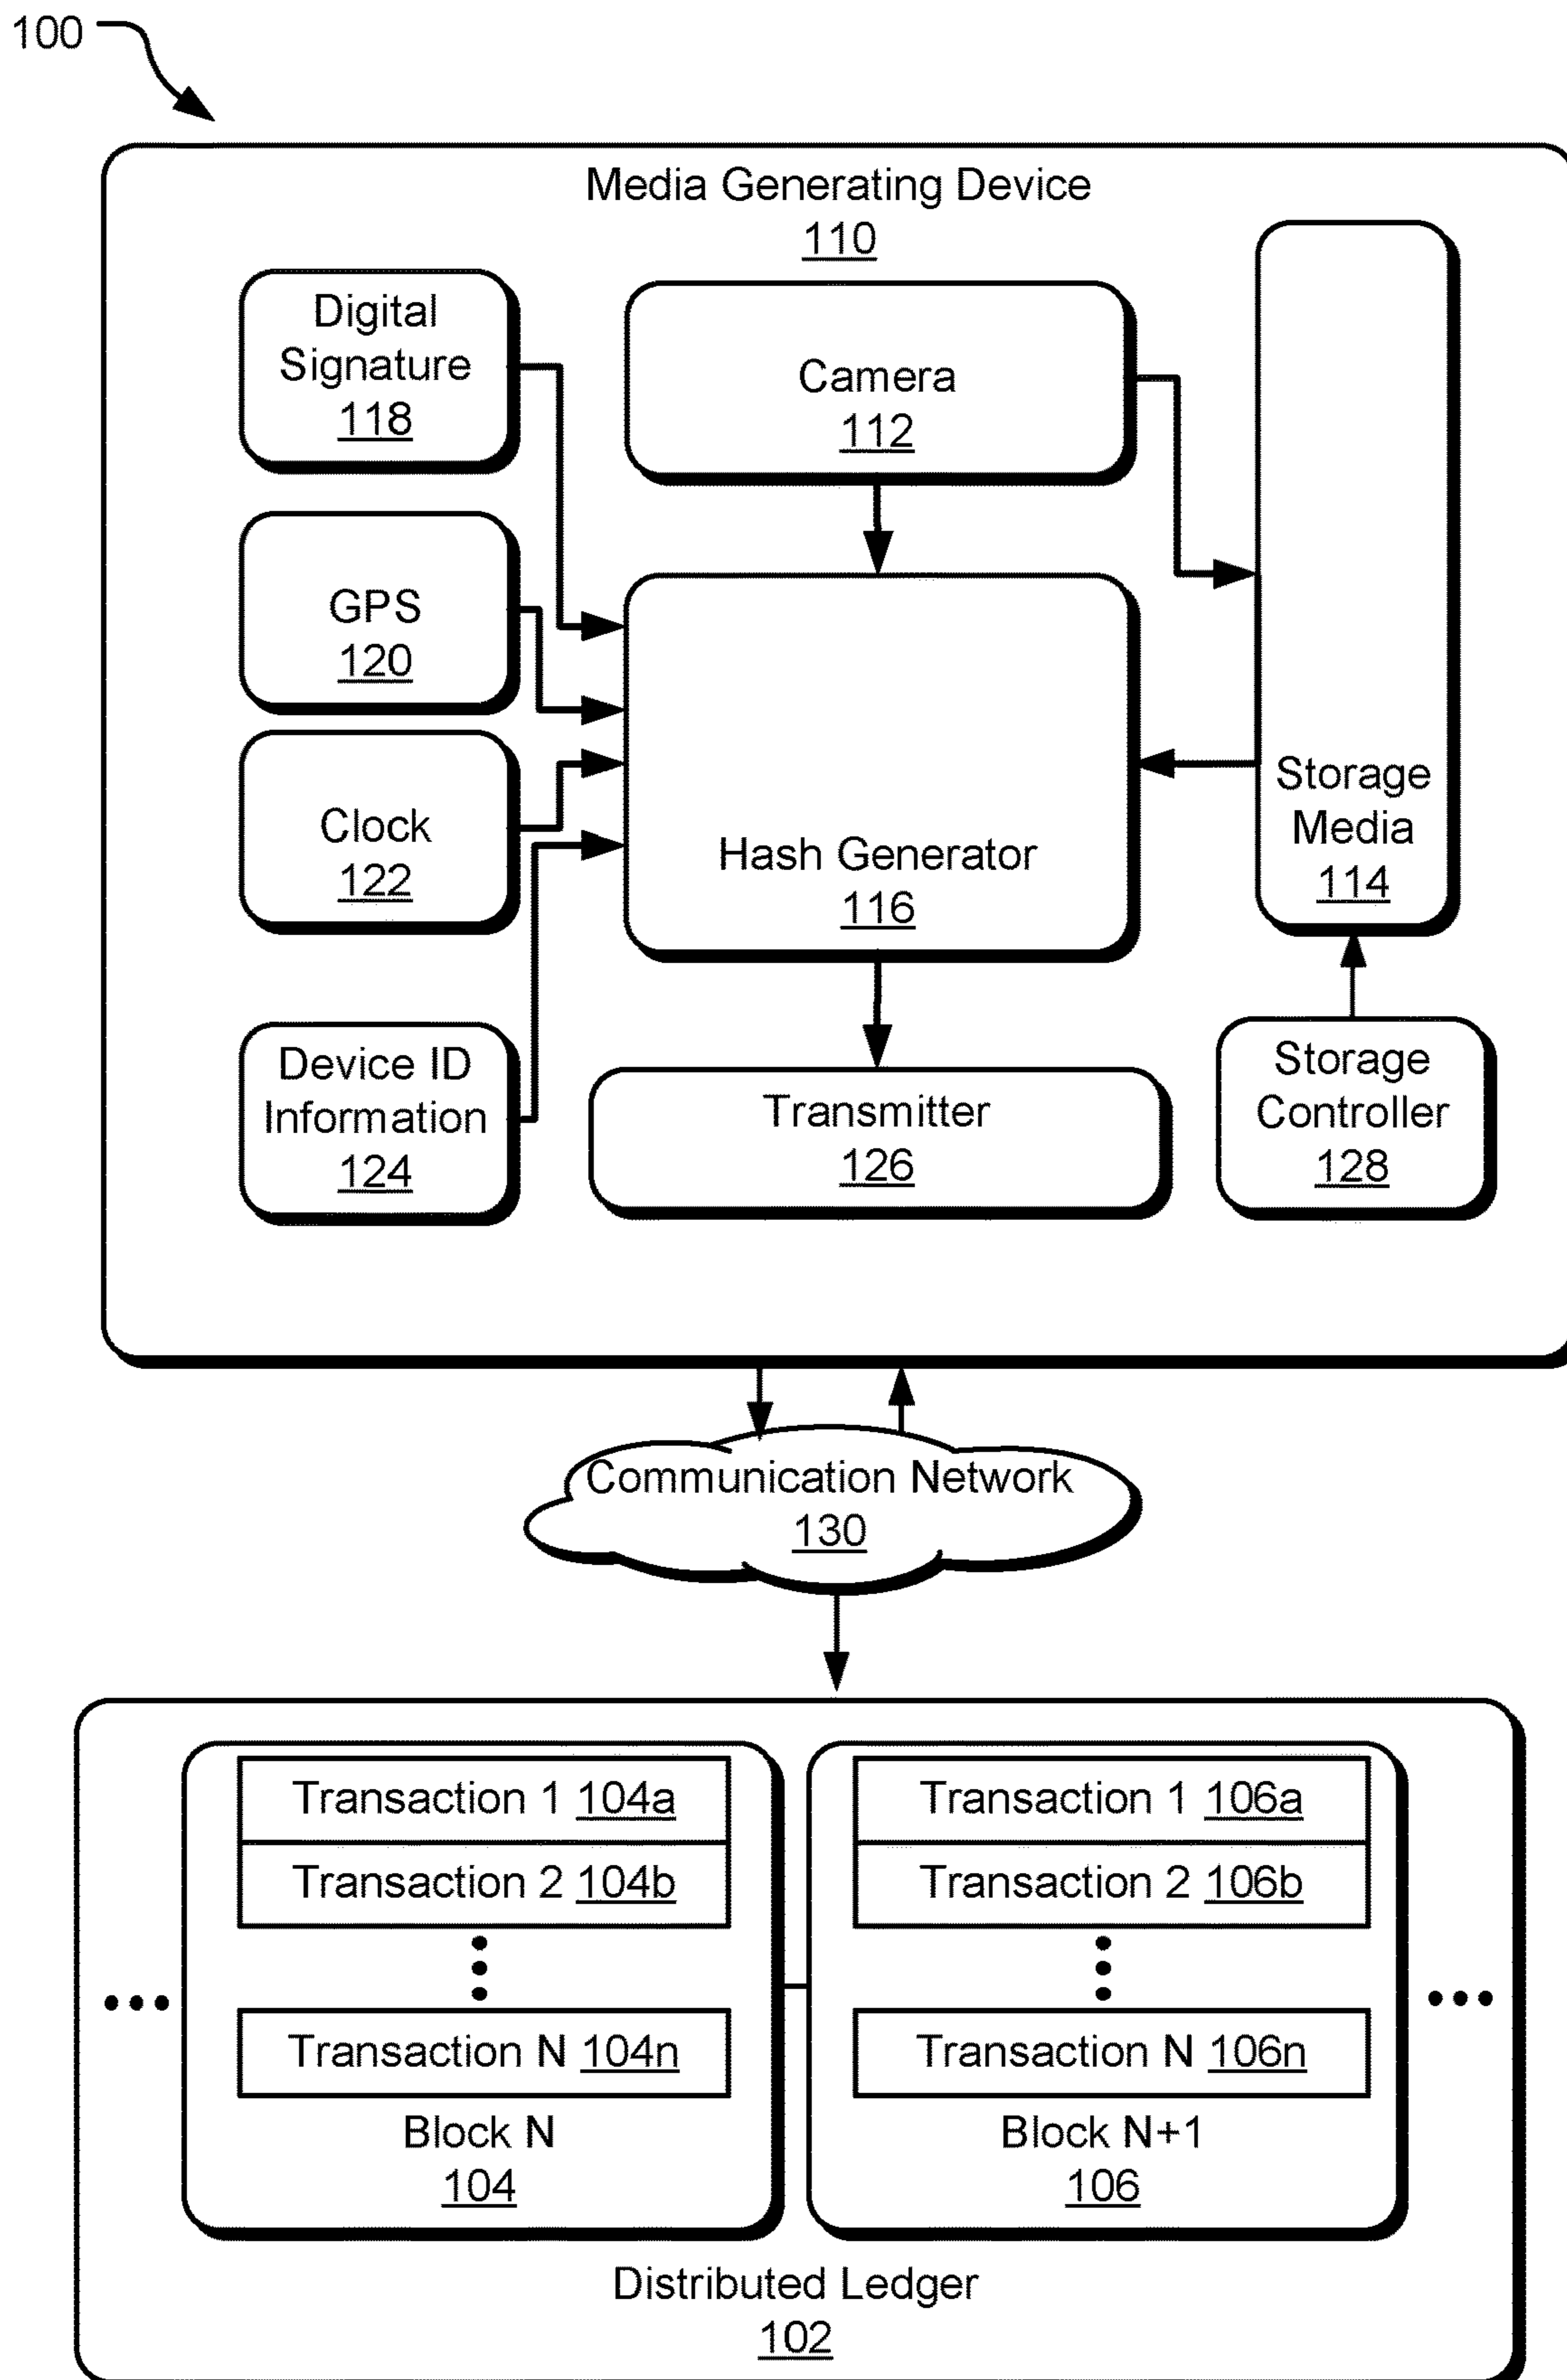 100
Media Generating Device
110
Digital
Signature
118
Camera
112
GPS
120
Clock
122
Hash Generator
116
Storage
Media
114
Device ID
Information
124
Transmitter
126
Storage
Controller
128
Communication Network
130
Transaction 1 104a
Transaction 2 104b
Transaction N 104n
Block N
104
Transaction 1 106a
Transaction 2 106b
Transaction N 106n
Block N+1
106
Distributed Ledger
102